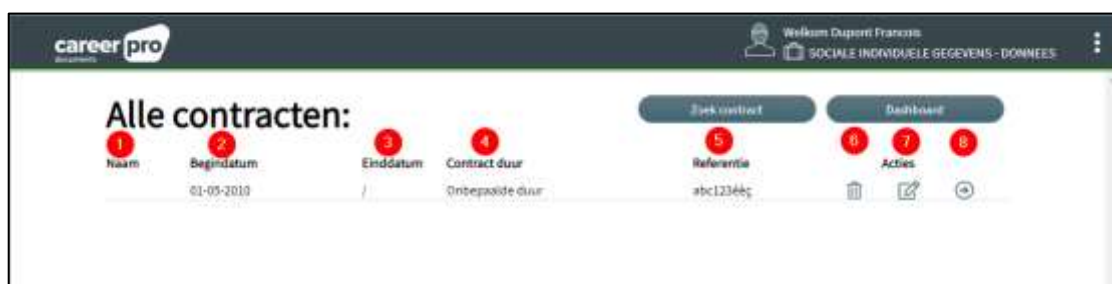 career pro
documents
Welkom Dupont Francois
SOCIALE INDIVIDUELE GEGEVENS - DONNEES
Alle contracten:
Zoek contract
Dashboard
1
2
3
4
5
6
7
8
Naam
Begindatum
Einddatum
Contract duur
Referentie
Acties
01-05-2010
/
Onbepaalde duur
abc123éèç